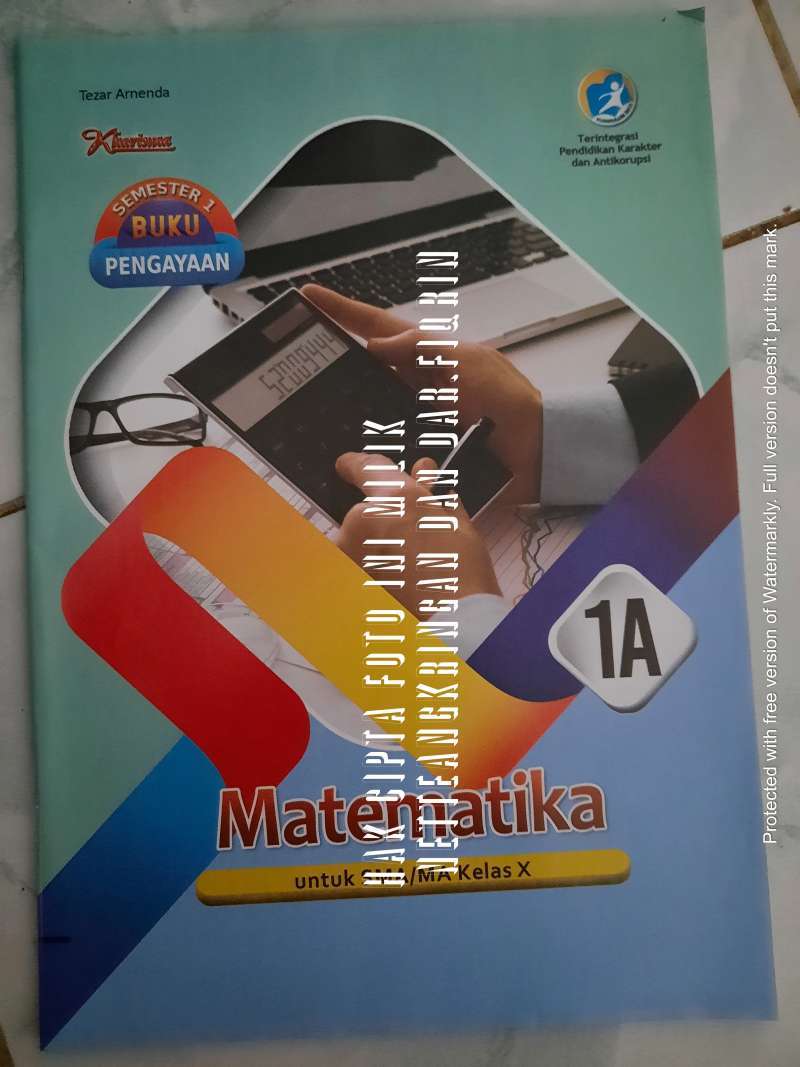 Tezar Arnenda
Kharisma
SEMESTER 1
BUKU
PENGAYAAN
Terintegrasi
Pendidikan Karakter
dan Antikorupsi
HAK CIPTA FOTO INI MILIK
NETIJEANGKRINGAN DAN DAR.FIQRIN
1A
Matematika
untuk SMA/MA Kelas X
Protected with free version of Watermarkly. Full version doesn't put this mark.